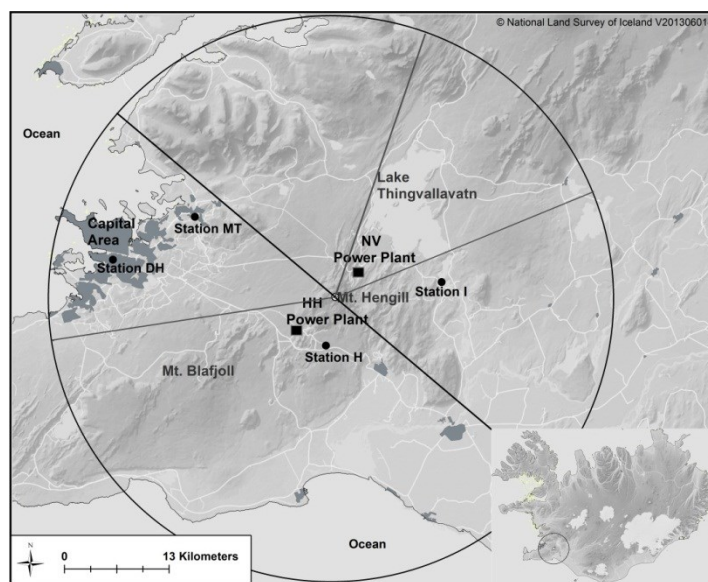 © National Land Survey of Iceland V20130601
Ocean
Lake
Thingvallavatn
Capital
Area
Station MT
Station DH
NV
Power Plant
Mt. Hengill
Station I
HH
Power Plant
Station H
Mt. Blafjoll
Ocean
N
0 13 Kilometers